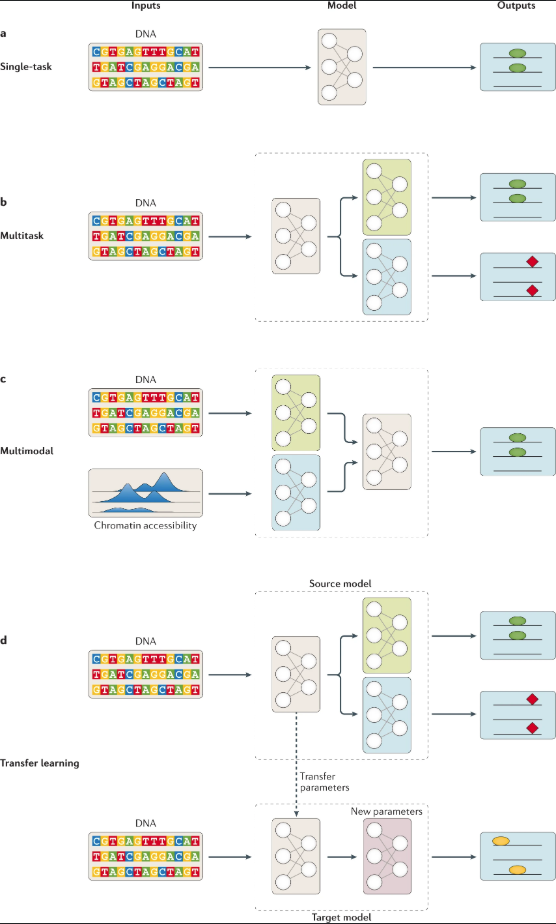 Inputs Model Outputs
a
DNA
Single-task
CGTGAGTTTGCAT
TGATCGAGGACGA
GTAGCTAGCTAGT
b
DNA
Multitask
CGTGAGTTTGCAT
TGATCGAGGACGA
GTAGCTAGCTAGT
c
DNA
CGTGAGTTTGCAT
TGATCGAGGACGA
GTAGCTAGCTAGT
Multimodal
Chromatin accessibility
Source model
d
DNA
CGTGAGTTTGCAT
TGATCGAGGACGA
GTAGCTAGCTAGT
Transfer learning
Transfer
parameters
New parameters
DNA
CGTGAGTTTGCAT
TGATCGAGGACGA
GTAGCTAGCTAGT
Target model